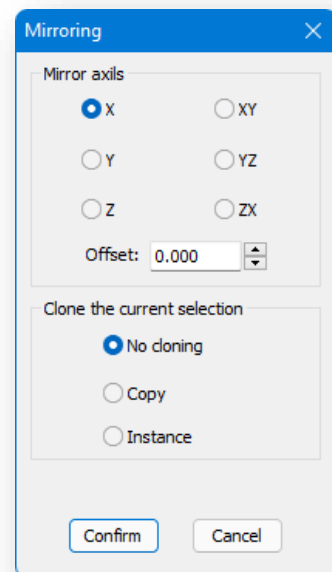 Mirroring
Mirror axils
X XY
Y YZ
Z ZX
Offset: 0.000
Clone the current selection
No cloning
Copy
Instance
Confirm Cancel